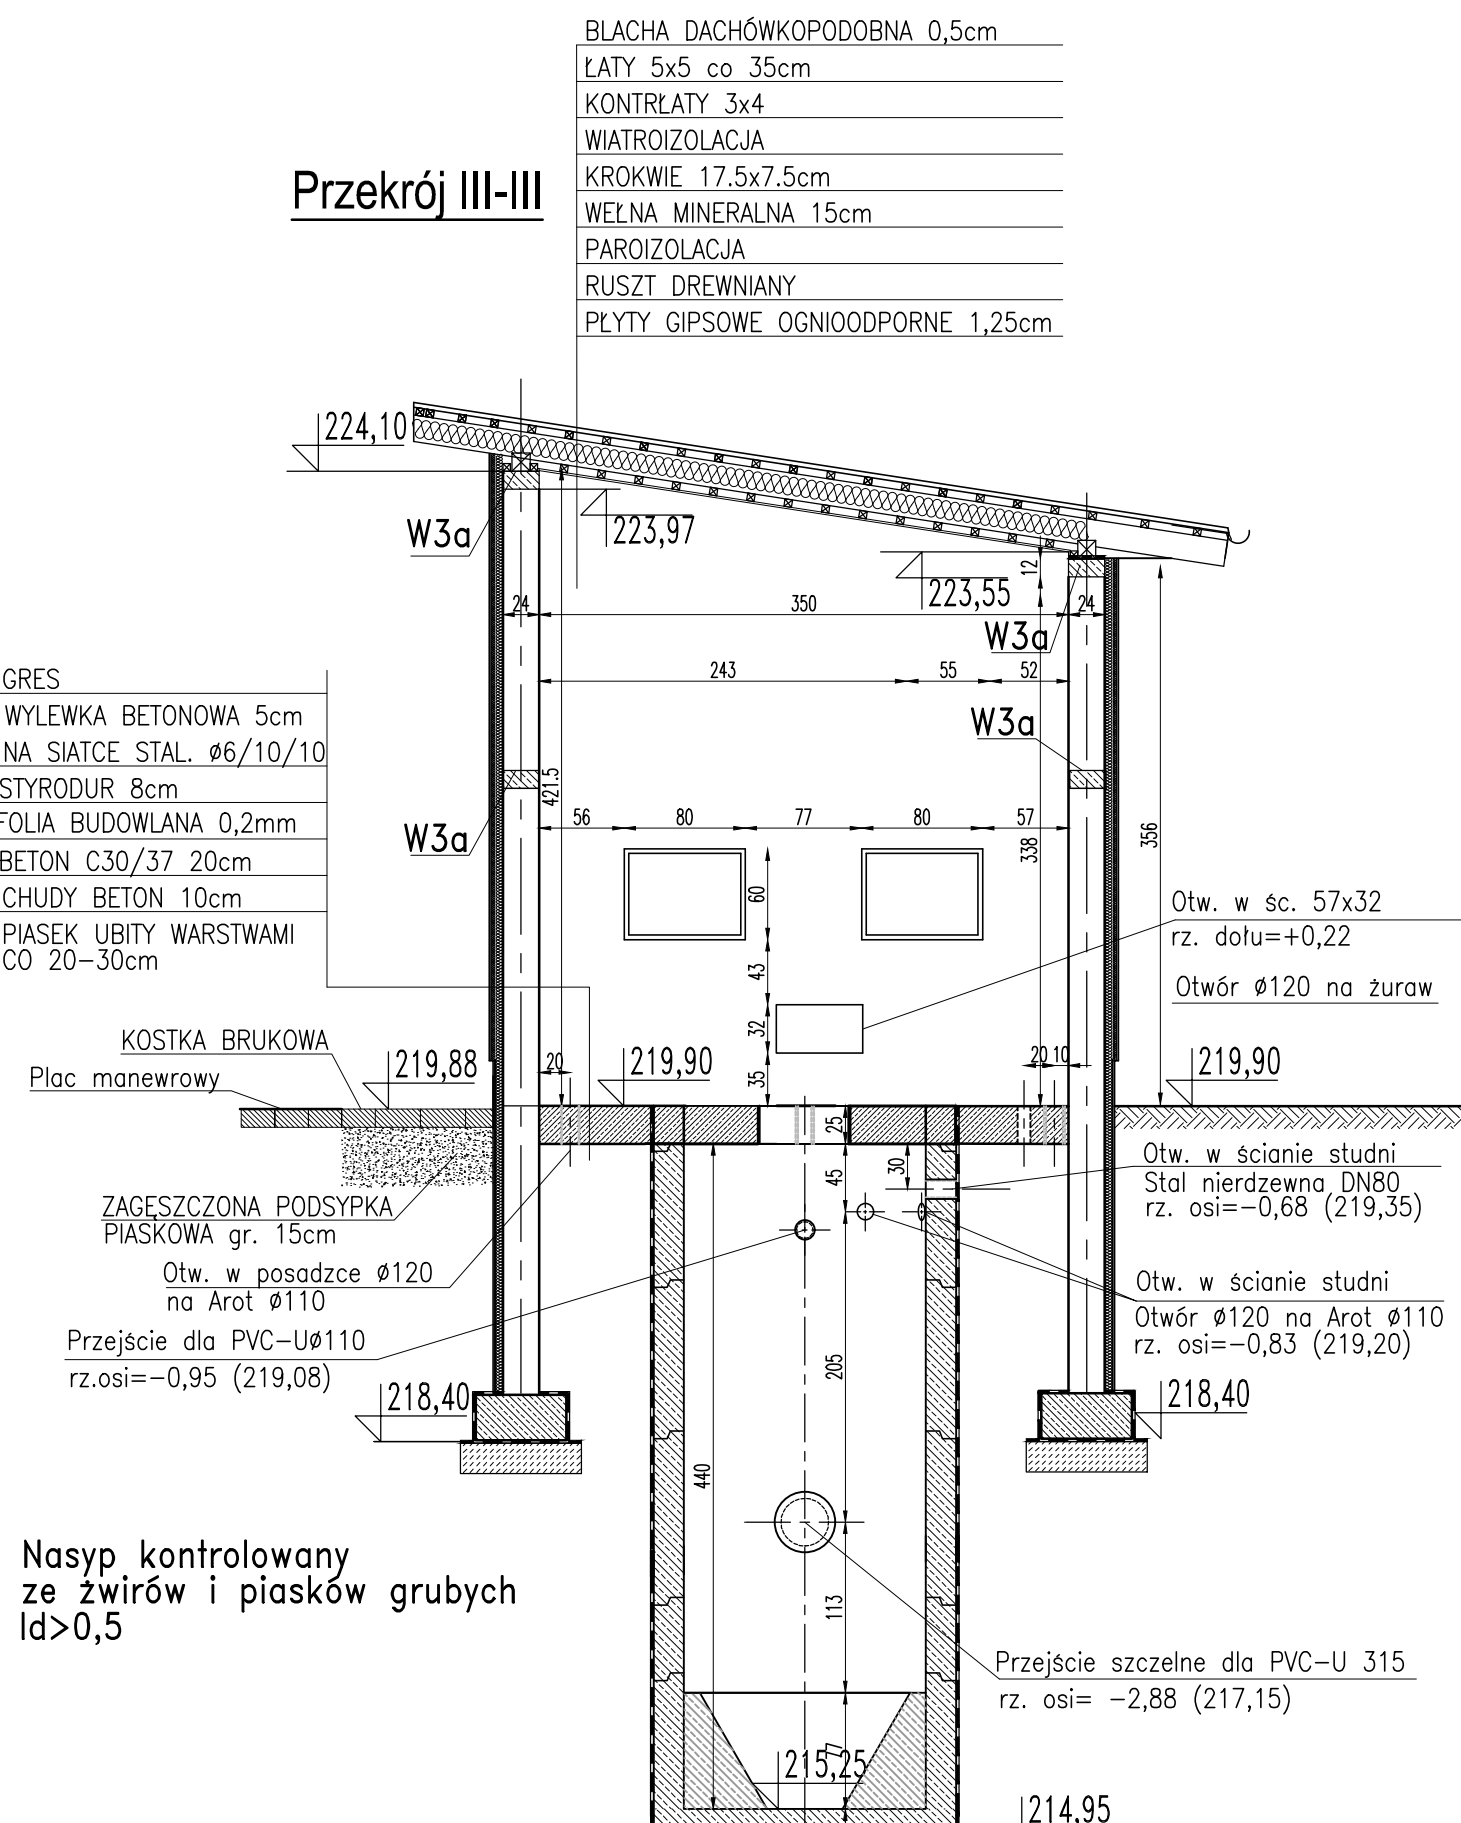 BLACHA DACHÓWKOPODOBNA 0,5cm
ŁATY 5x5 co 35cm
KONTRŁATY 3x4
WIATROIZOLACJA
KROKWIE 17.5x7.5cm
WEŁNA MINERALNA 15cm
PAROIZOLACJA
RUSZT DREWNIANY
PŁYTY GIPSOWE OGNIOODPORNE 1,25cm
Przekrój III-III
224,10
223,97
W3a
223,55
12
24
350
24
W3a
243
55
52
W3a
GRES
WYLEWKA BETONOWA 5cm
NA SIATCE STAL. ø6/10/10
STYRODUR 8cm
FOLIA BUDOWLANA 0,2mm
BETON C30/37 20cm
CHUDY BETON 10cm
PIASEK UBITY WARSTWAMI
CO 20-30cm
W3a
421.5
56
80
77
80
57
338
356
60
43
32
35
Otw. w śc. 57x32
rz. dołu=+0,22
Otwór ø120 na żuraw
KOSTKA BRUKOWA
Plac manewrowy
219,88
20
219,90
20
10
219,90
25
45
30
ZAGĘSZCZONA PODSYPKA
PIASKOWA gr. 15cm
Otw. w posadzce ø120
na Arot ø110
Przejście dla PVC-Uø110
rz.osi=-0,95 (219,08)
Otw. w ścianie studni
Stal nierdzewna DN80
rz. osi=-0,68 (219,35)
Otw. w ścianie studni
Otwór ø120 na Arot ø110
rz. osi=-0,83 (219,20)
218,40
218,40
205
440
113
Nasyp kontrolowany
ze żwirów i piasków grubych
Id>0,5
Przejście szczelne dla PVC-U 315
rz. osi= -2,88 (217,15)
77
215,25
214,95